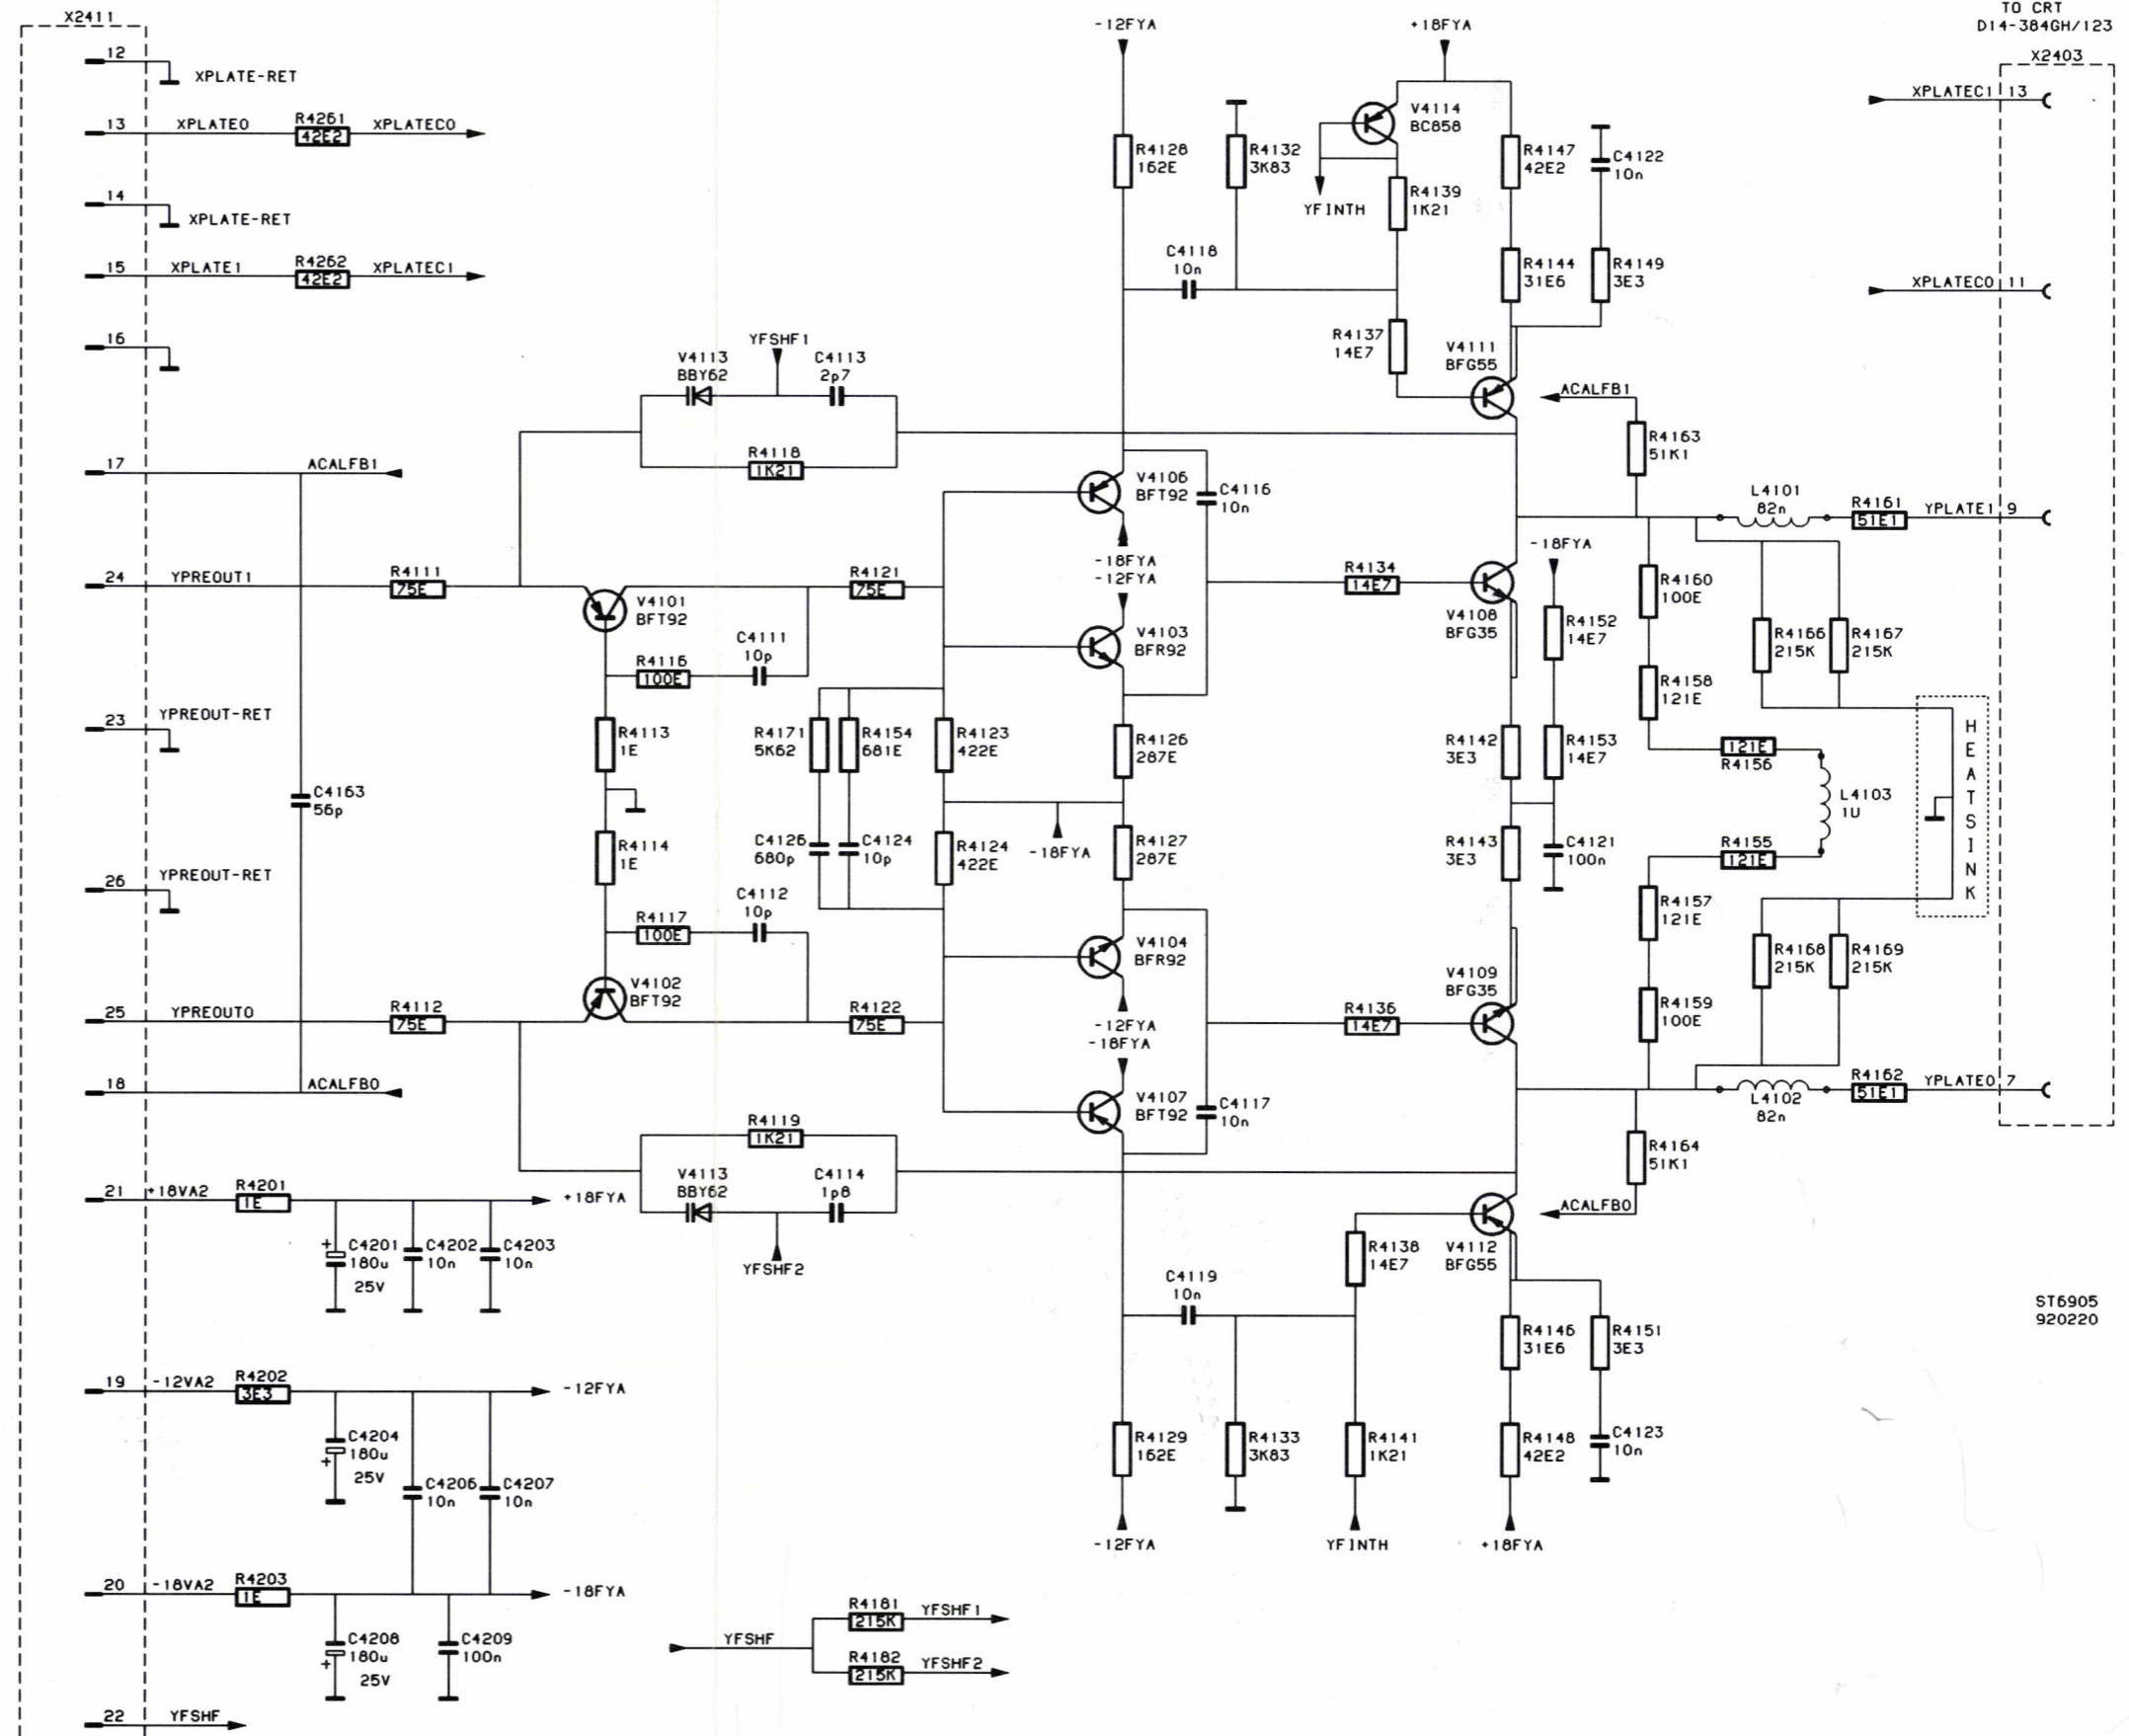 X2411
12
XPLATE-RET
13
XPLATE0
R4261
42E2
XPLATEC0
14
XPLATE-RET
15
XPLATE1
R4262
42E2
XPLATEC1
16
17
ACALFB1
24
YPREOUT1
R4111
75E
23
YPREOUT-RET
C4163
56p
26
YPREOUT-RET
25
YPREOUT0
R4112
75E
18
ACALFB0
21
+18VA2
R4201
1E
+18FYA
+
C4201
180u
25V
C4202
10n
C4203
10n
19
-12VA2
R4202
3E3
-12FYA
C4204
180u
+
25V
C4206
10n
C4207
10n
20
-18VA2
R4203
1E
-18FYA
C4208
180u
+
25V
C4209
100n
22
YFSHF
YFSHF
R4181
215K
YFSHF1
R4182
215K
YFSHF2
V4113
BBY62
YFSHF1
C4113
2p7
R4118
1K21
V4101
BFT92
R4116
100E
C4111
10p
R4121
75E
R4113
1E
R4171
5K62
R4154
681E
R4123
422E
R4114
1E
C4126
680p
C4124
10p
R4124
422E
-18FYA
R4117
100E
C4112
10p
V4102
BFT92
R4122
75E
R4119
1K21
V4113
BBY62
C4114
1p8
YFSHF2
-12FYA
R4128
162E
R4132
3K83
C4118
10n
V4106
BFT92
C4116
10n
-18FYA
-12FYA
V4103
BFR92
R4126
287E
R4127
287E
V4104
BFR92
-12FYA
-18FYA
V4107
BFT92
C4117
10n
C4119
10n
R4129
162E
R4133
3K83
-12FYA
+18FYA
V4114
BC858
YFINTH
R4139
1K21
R4147
42E2
C4122
10n
R4144
31E6
R4149
3E3
R4137
14E7
V4111
BFG55
ACALFB1
R4163
51K1
R4134
14E7
V4108
BFG35
-18FYA
R4152
14E7
R4142
3E3
R4153
14E7
R4143
3E3
C4121
100n
R4136
14E7
V4109
BFG35
R4160
100E
R4158
121E
121E
R4156
L4103
1U
R4155
121E
R4157
121E
R4159
100E
R4166
215K
R4167
215K
R4168
215K
R4169
215K
HEATSINK
L4101
82n
R4161
51E1
YPLATE1
9
L4102
82n
R4162
51E1
YPLATE0
7
R4164
51K1
ACALFB0
V4112
BFG55
R4138
14E7
R4146
31E6
R4151
3E3
R4141
1K21
R4148
42E2
C4123
10n
YFINTH
+18FYA
TO CRT
D14-384GH/123
X2403
XPLATEC1
13
XPLATEC0
11
ST6905
920220